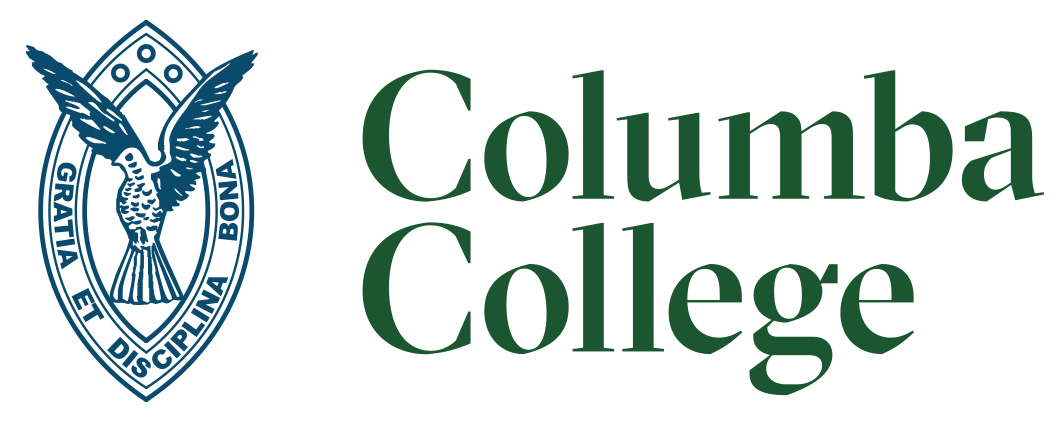 GRATIA ET DISCIPLINA BONA
Columba
College